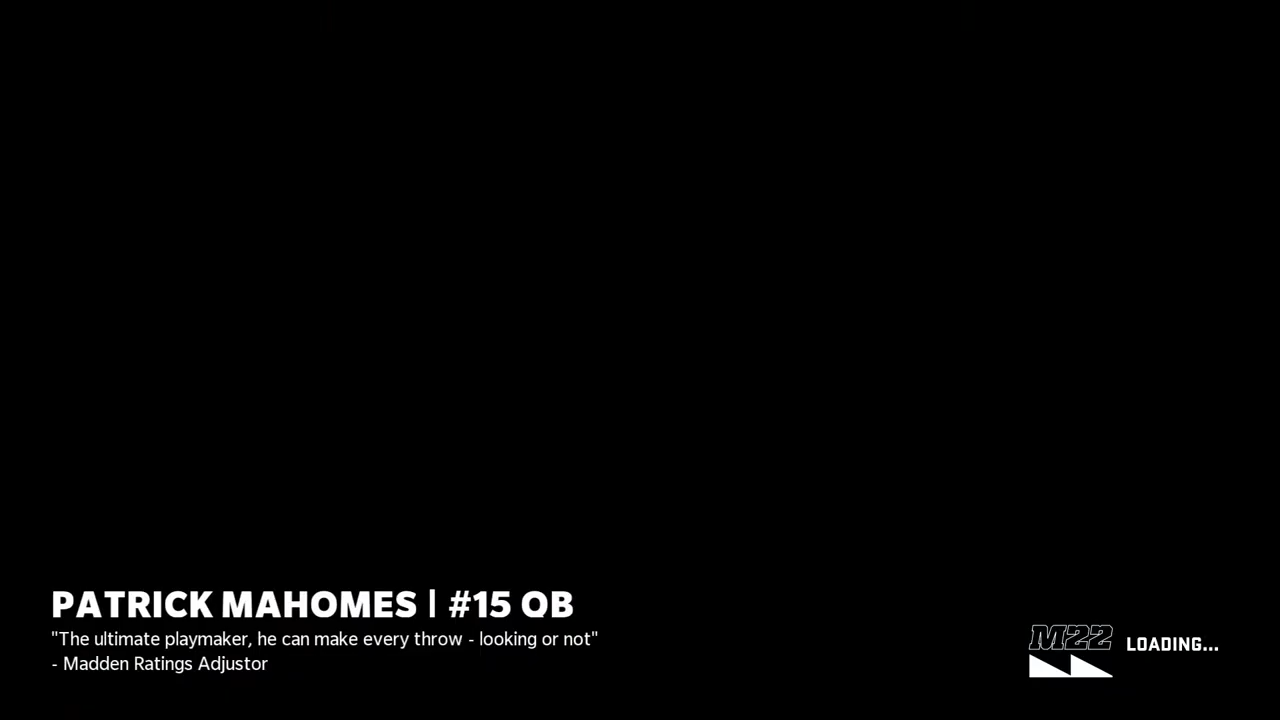 PATRICK MAHOMES | #15 QB
"The ultimate playmaker, he can make every throw - looking or not"
- Madden Ratings Adjustor
M22 LOADING...